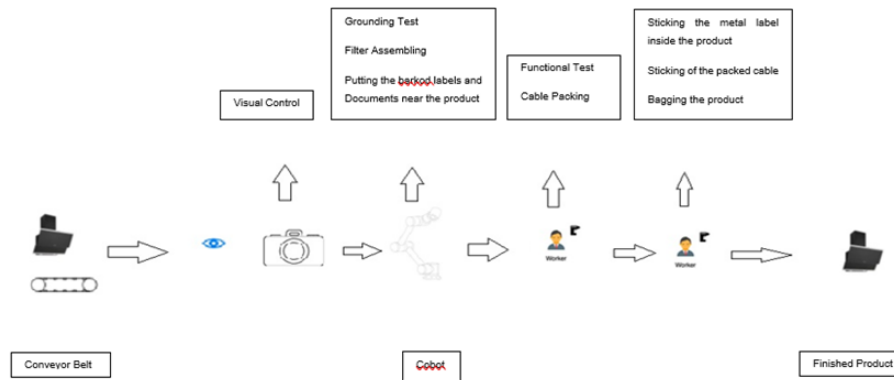 Grounding Test
Filter Assembling
Putting the barkod labels and
Documents near the product
Sticking the metal label
inside the product
Sticking of the packed cable
Bagging the product
Functional Test
Cable Packing
Visual Control
Worker
Worker
Conveyor Belt
Cobot
Finished Product